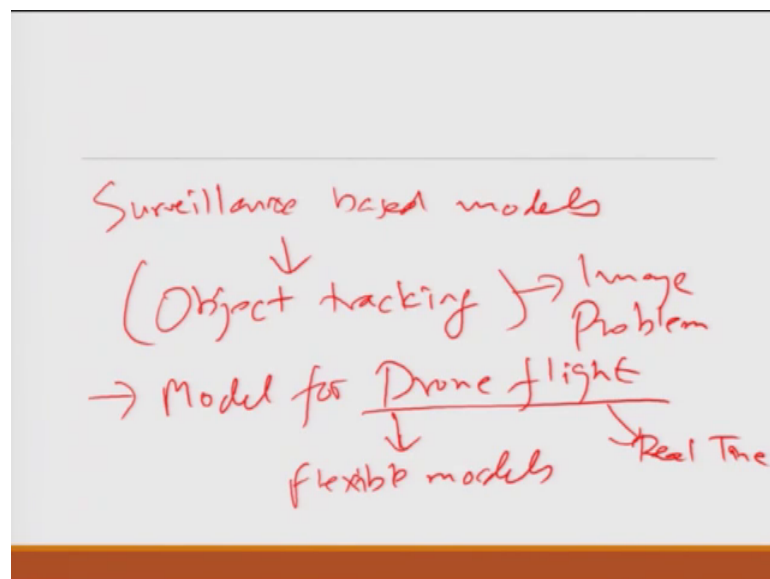 Surveillance based models
↓
(Object tracking) → Image
Problem
→ Model for Drone flight
Real Time
flexible models